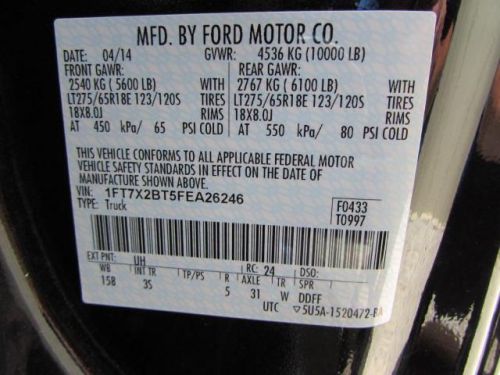 MFD. BY FORD MOTOR CO.
DATE: 04/14 GVWR: 4536 KG (10000 LB)
FRONT GAWR: REAR GAWR:
2540 KG ( 5600 LB) WITH 2767 KG ( 6100 LB) WITH
LT275/65R18E 123/120S TIRES LT275/65R18E 123/120S TIRES
18X8.0J RIMS 18X8.0J RIMS
AT 450 kPa/ 65 PSI COLD AT 550 kPa/ 80 PSI COLD
THIS VEHICLE CONFORMS TO ALL APPLICABLE FEDERAL MOTOR
VEHICLE SAFETY STANDARDS IN EFFECT ON THE DATE OF MANUFACTURE
SHOWN ABOVE.
VIN: 1FT7X2BT5FEA26246 F0433
TYPE: Truck T0997
EXT PNT: UH RC: 24 DSO:
WB INT TR TP/PS R AXLE TR SPR
158 3S 5 31 W DDFF
UTC 5U5A-1520472-BA